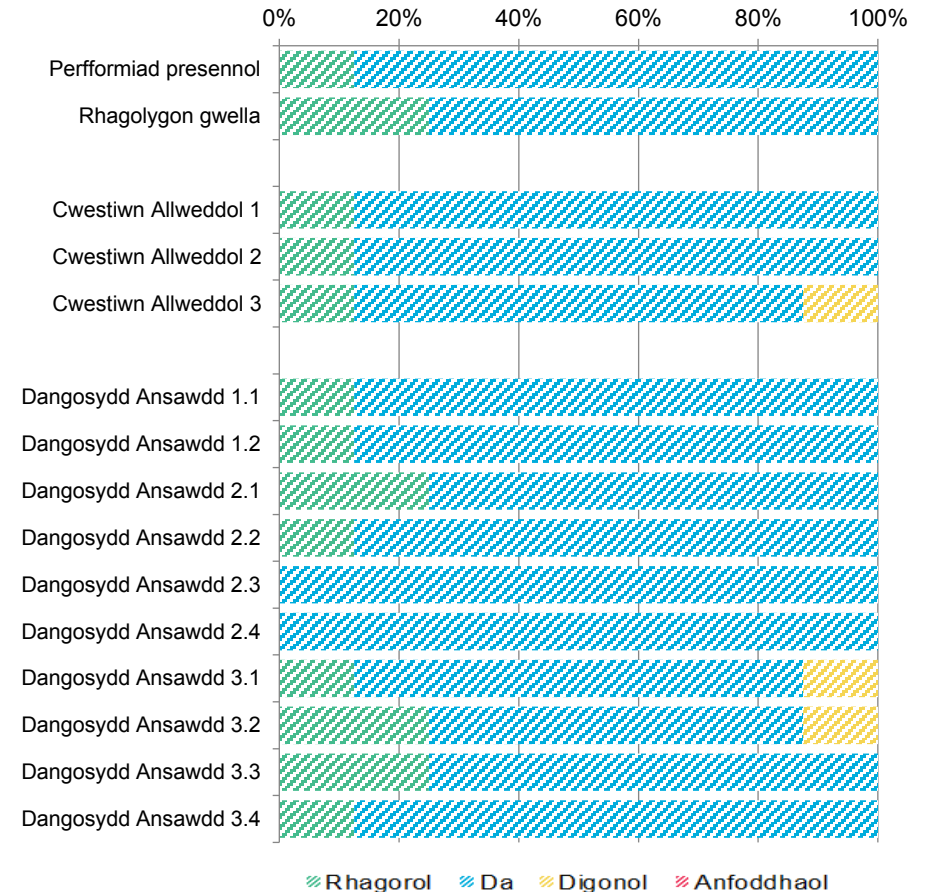 0% 20% 40% 60% 80% 100%
Perfformiad presennol
Rhagolygon gwella
Cwestiwn Allweddol 1
Cwestiwn Allweddol 2
Cwestiwn Allweddol 3
Dangosydd Ansawdd 1.1
Dangosydd Ansawdd 1.2
Dangosydd Ansawdd 2.1
Dangosydd Ansawdd 2.2
Dangosydd Ansawdd 2.3
Dangosydd Ansawdd 2.4
Dangosydd Ansawdd 3.1
Dangosydd Ansawdd 3.2
Dangosydd Ansawdd 3.3
Dangosydd Ansawdd 3.4
Rhagorol Da Digonol Anfoddhaol